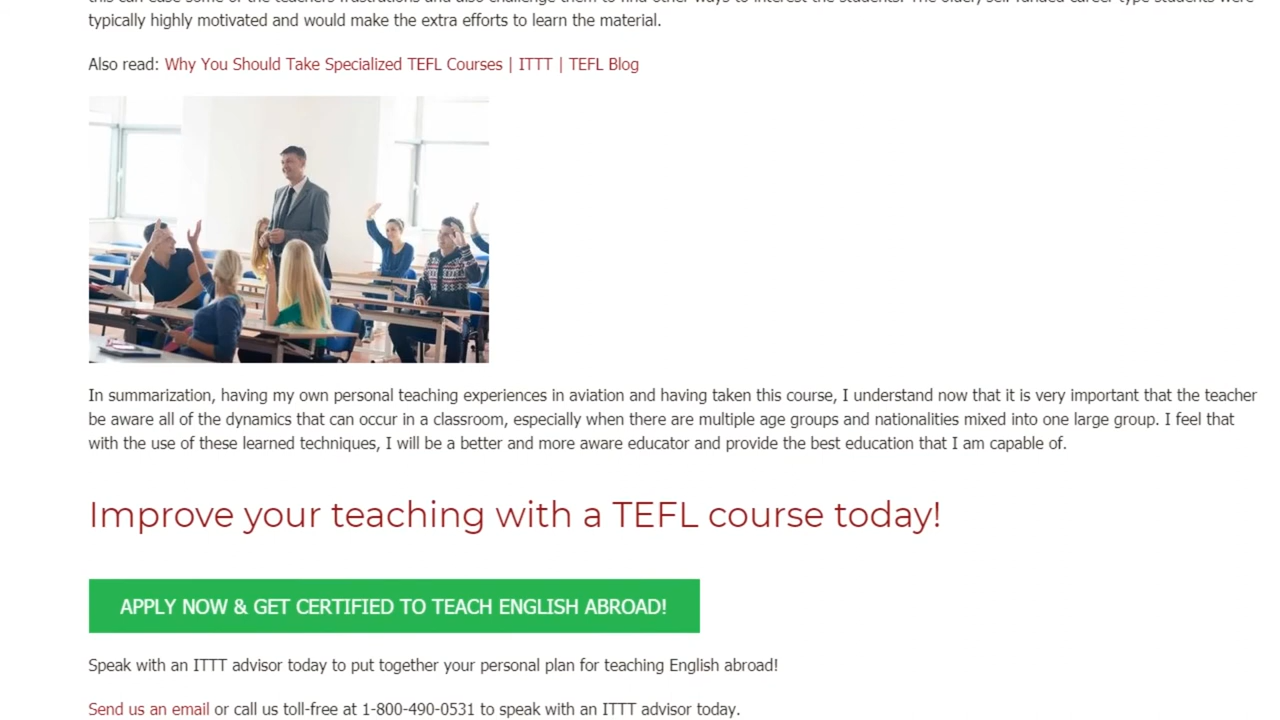 typically highly motivated and would make the extra efforts to learn the material.
Also read: Why You Should Take Specialized TEFL Courses | ITTT | TEFL Blog
In summarization, having my own personal teaching experiences in aviation and having taken this course, I understand now that it is very important that the teacher
be aware all of the dynamics that can occur in a classroom, especially when there are multiple age groups and nationalities mixed into one large group. I feel that
with the use of these learned techniques, I will be a better and more aware educator and provide the best education that I am capable of.
Improve your teaching with a TEFL course today!
APPLY NOW & GET CERTIFIED TO TEACH ENGLISH ABROAD!
Speak with an ITTT advisor today to put together your personal plan for teaching English abroad!
Send us an email or call us toll-free at 1-800-490-0531 to speak with an ITTT advisor today.